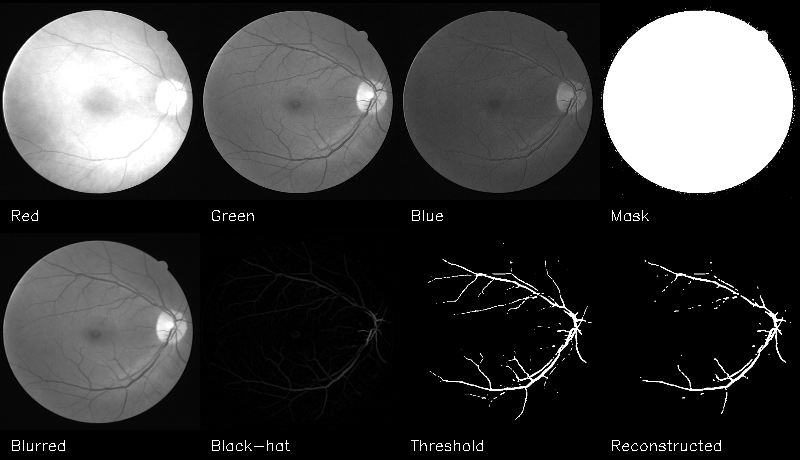 Red
Green
Blue
Mask
Blurred
Black-hat
Threshold
Reconstructed